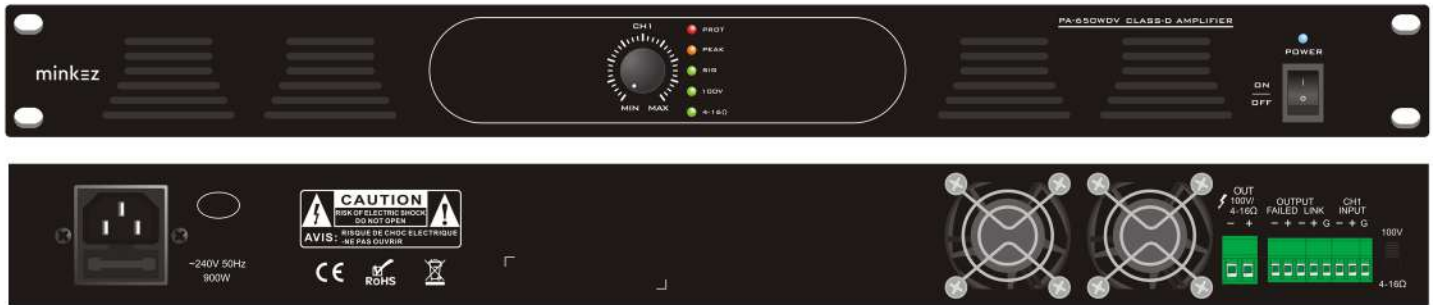 CH1
PROT
PA-650WDV CLASS-D AMPLIFIER
PEAK
POWER
minkez
SIG
ON
OFF
I
O
100V
MIN MAX
4-16Ω
CAUTION
RISK OF ELECTRIC SHOCK
DO NOT OPEN
AVIS: RISQUE DE CHOC ELECTRIQUE
-NE PAS OUVRIR
~240V 50Hz
900W
CE
RoHS
OUT
100V/
4-16Ω
- +
OUTPUT
FAILED LINK
- + - + G
CH1
INPUT
- + G
100V
4-16Ω